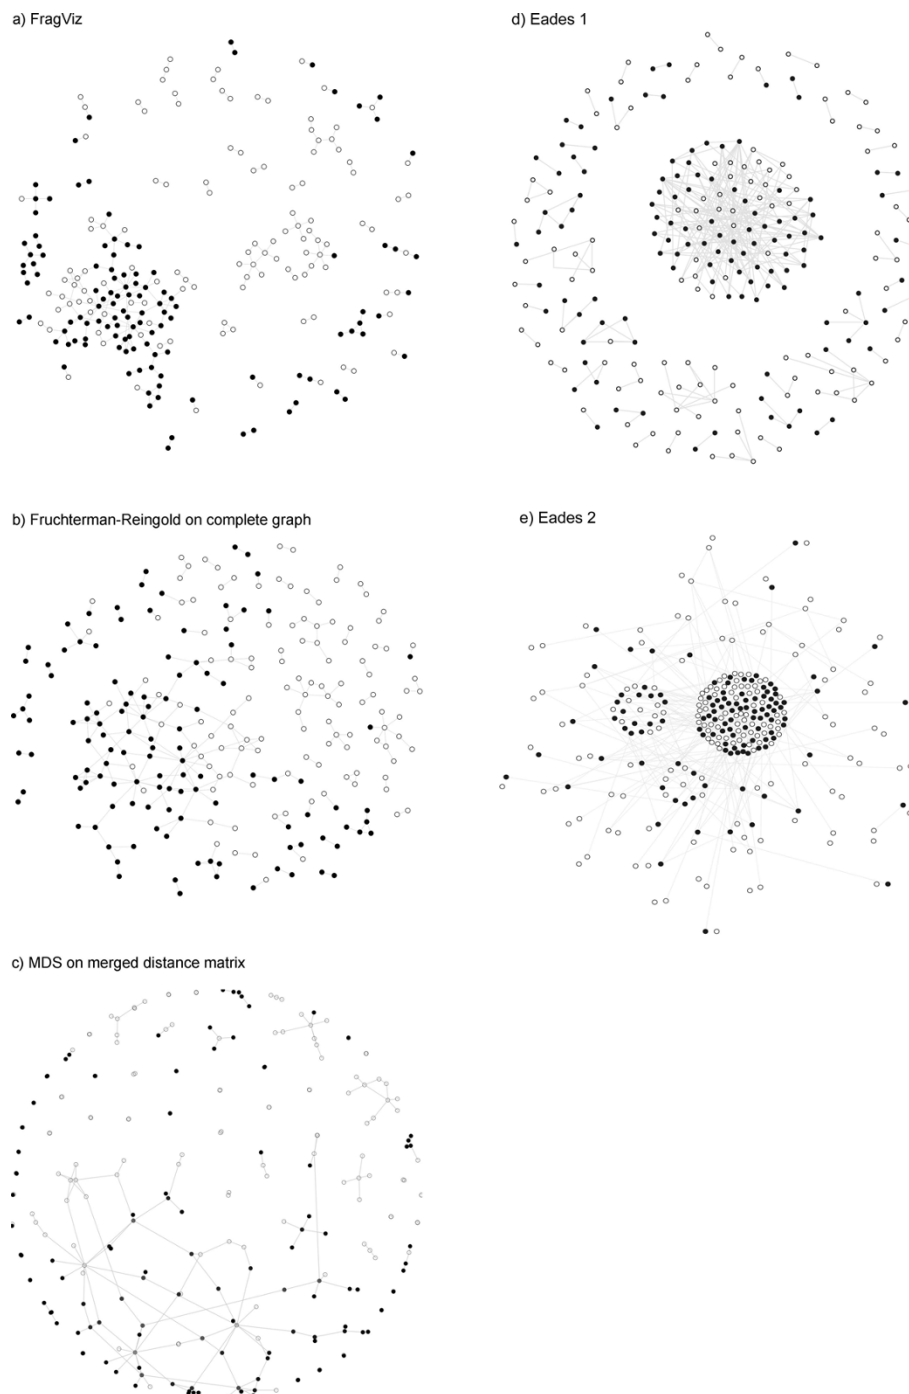 a) FragViz
d) Eades 1
b) Fruchterman-Reingold on complete graph
e) Eades 2
c) MDS on merged distance matrix